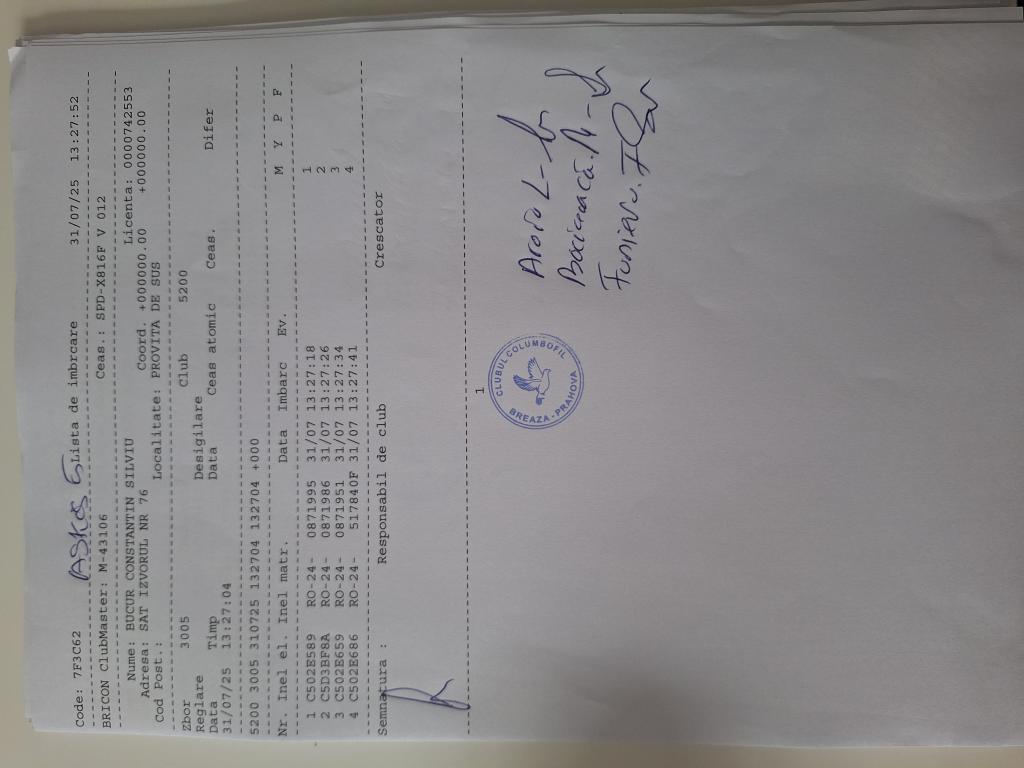 Code: 7F3C62 ASKOE 5 Lista de imbrcare 31/07/25 13:27:52
BRICON ClubMaster: M-43106 Ceas.: SPD-X816F V 012
Nume: BUCUR CONSTANTIN SILVIU Licenta: 0000742553
Adresa: SAT IZVORUL NR 76 Coord. +000000.00 +000000.00
Cod Post.: Localitate: PROVITA DE SUS
Zbor 3005 Club 5200
Reglare Desigilare
Data Timp Data Ceas atomic Ceas. Difer
31/07/25 13:27:04
5200 3005 310725 132704 132704 +000
Nr Inel el. Inel matr. Data Imbarc Ev. M Y P F
1 C502E589 RO-24- 0871995 31/07 13:27:18 1
2 C5D3BF8A RO-24- 0871986 31/07 13:27:26 2
3 C502E659 RO-24- 0871951 31/07 13:27:34 3
4 C502E686 RO-24- 517840F 31/07 13:27:41 4
Semnatura : Responsabil de club Crescator
1
CLUBUL COLUMBOFIL
BREAZA - PRAHOVA